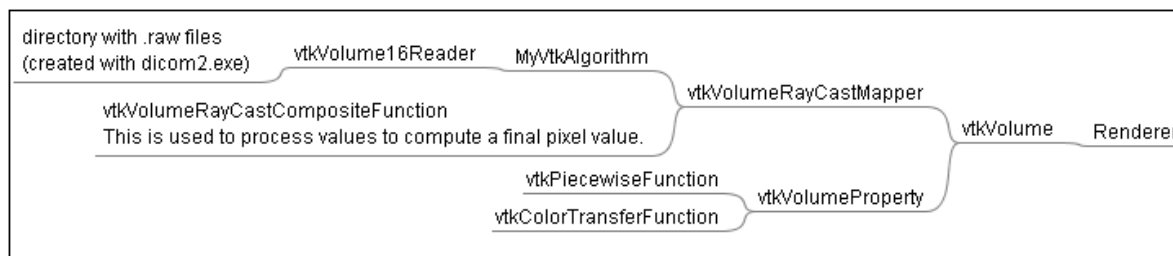 directory with .raw files
(created with dicom2.exe)
vtkVolume16Reader
MyVtkAlgorithm
vtkVolumeRayCastCompositeFunction
This is used to process values to compute a final pixel value.
vtkVolumeRayCastMapper
vtkPiecewiseFunction
vtkColorTransferFunction
vtkVolumeProperty
vtkVolume
Renderer